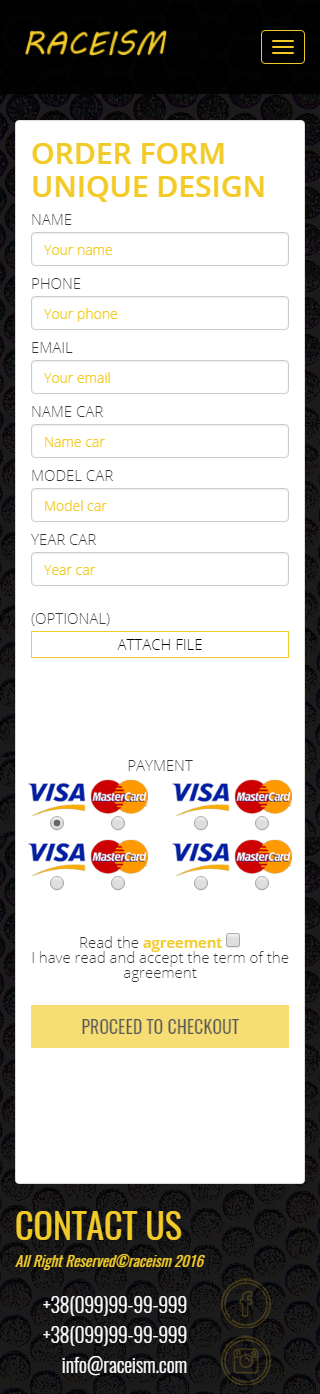 RACEISM
ORDER FORM
UNIQUE DESIGN
NAME
Your name
PHONE
Your phone
EMAIL
Your email
NAME CAR
Name car
MODEL CAR
Model car
YEAR CAR
Year car
(OPTIONAL)
ATTACH FILE
PAYMENT
VISA MasterCard VISA MasterCard
VISA MasterCard VISA MasterCard
Read the agreement
I have read and accept the term of the
agreement
PROCEED TO CHECKOUT
CONTACT US
All Right Reserved©raceism 2016
+38(099)99-99-999
+38(099)99-99-999
info@raceism.com